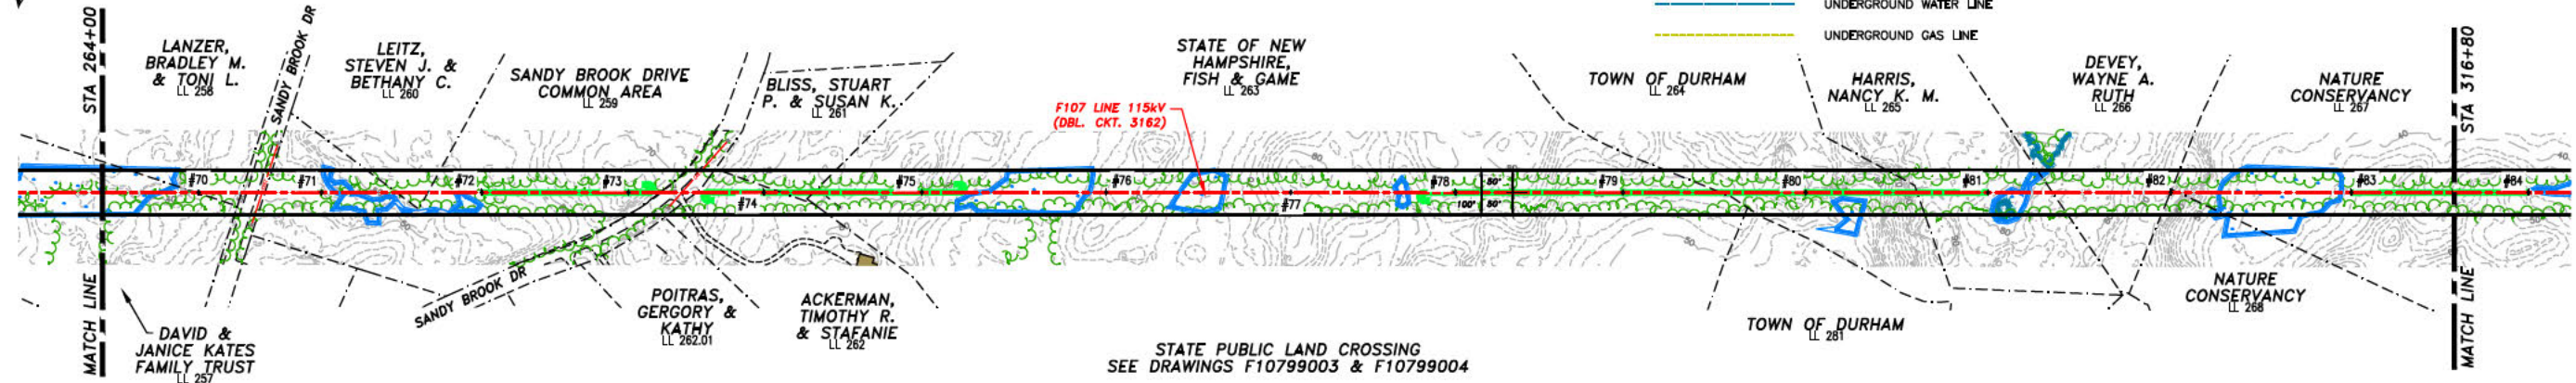 UNDERGROUND WATER LINE
UNDERGROUND GAS LINE
STA 264+00
MATCH LINE
LANZER,
BRADLEY M.
& TONI L.
LL 258
SANDY BROOK DR
LEITZ,
STEVEN J. &
BETHANY C.
LL 260
SANDY BROOK DRIVE
COMMON AREA
LL 259
BLISS, STUART
P. & SUSAN K.
LL 261
STATE OF NEW
HAMPSHIRE,
FISH & GAME
LL 263
F107 LINE 115kV
(DBL. CKT. 3162)
TOWN OF DURHAM
LL 264
HARRIS,
NANCY K. M.
LL 265
DEVEY,
WAYNE A.
RUTH
LL 266
NATURE
CONSERVANCY
LL 267
STA 316+80
MATCH LINE
#70
#71
#72
#73
#74
#75
#76
#77
#78
#79
#80
#81
#82
#83
#84
50'
100'
50'
DAVID &
JANICE KATES
FAMILY TRUST
LL 257
SANDY BROOK DR
POITRAS,
GERGORY &
KATHY
LL 262.01
ACKERMAN,
TIMOTHY R.
& STAFANIE
LL 262
STATE PUBLIC LAND CROSSING
SEE DRAWINGS F10799003 & F10799004
TOWN OF DURHAM
LL 281
NATURE
CONSERVANCY
LL 268